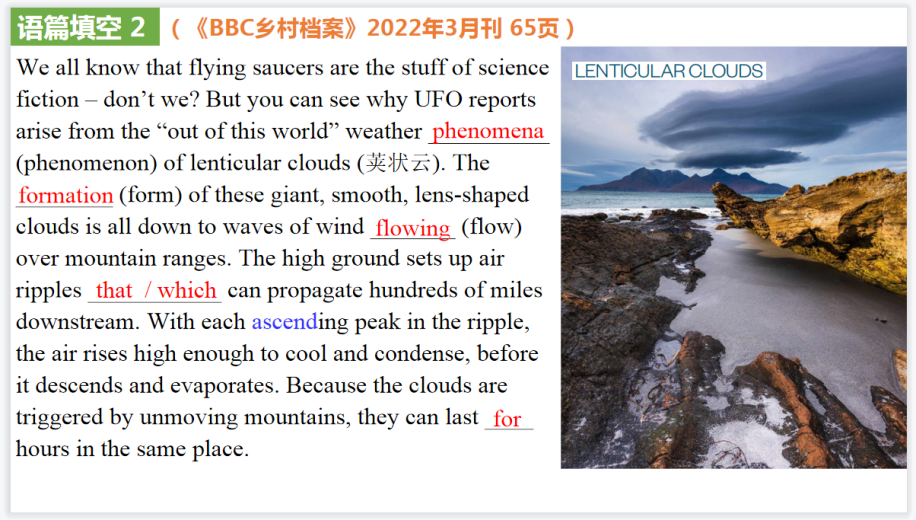 语篇填空 2 （《BBC乡村档案》2022年3月刊 65页）
We all know that flying saucers are the stuff of science
fiction – don’t we? But you can see why UFO reports
arise from the “out of this world” weather phenomena
(phenomenon) of lenticular clouds (荚状云). The
formation (form) of these giant, smooth, lens-shaped
clouds is all down to waves of wind flowing (flow)
over mountain ranges. The high ground sets up air
ripples that / which can propagate hundreds of miles
downstream. With each ascending peak in the ripple,
the air rises high enough to cool and condense, before
it descends and evaporates. Because the clouds are
triggered by unmoving mountains, they can last for
hours in the same place.
LENTICULAR CLOUDS